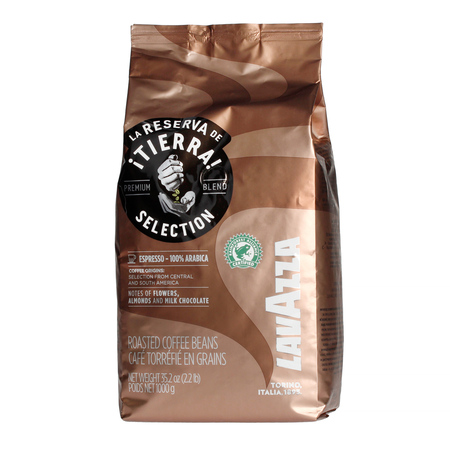 LA RESERVA DE
¡TIERRA!
PREMIUM BLEND
SELECTION
ESPRESSO - 100% ARABICA
COFFEE ORIGINS:
SELECTION FROM CENTRAL
AND SOUTH AMERICA
NOTES OF FLOWERS,
ALMONDS AND MILK CHOCOLATE
CERTIFIED
LAVAZZA
TORINO,
ITALIA, 1895
ROASTED COFFEE BEANS
CAFÉ TORRÉFIÉ EN GRAINS
NET WEIGHT 35.2 oz (2.2 lb)
POIDS NET 1000 g